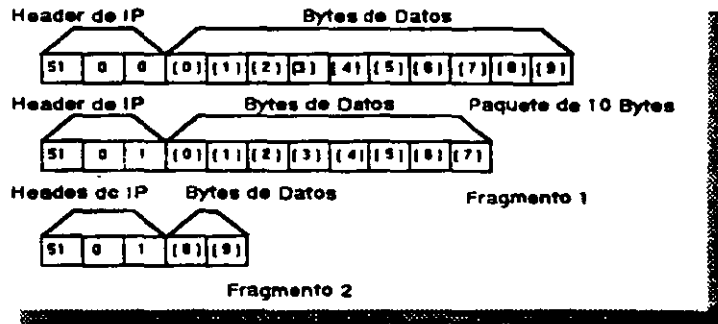 Header de IP Bytes de Datos
51 0 0 (0) (1) (2) (3) (4) (5) (6) (7) (8) (9)
Header de IP Bytes de Datos Paquete de 10 Bytes
51 0 1 (0) (1) (2) (3) (4) (5) (6) (7)
Heades de IP Bytes de Datos Fragmento 1
51 0 1 (8) (9)
Fragmento 2